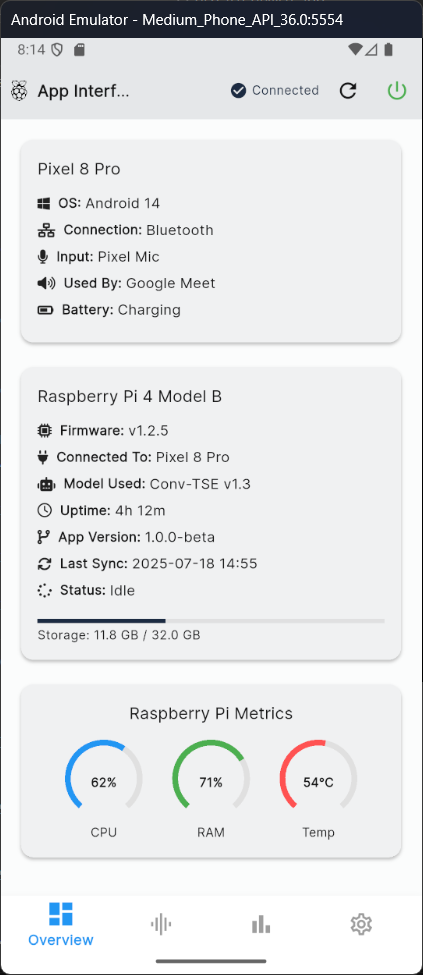 Android Emulator - Medium_Phone_API_36.0:5554
8:14
App Interf...
Connected
Pixel 8 Pro
OS: Android 14
Connection: Bluetooth
Input: Pixel Mic
Used By: Google Meet
Battery: Charging
Raspberry Pi 4 Model B
Firmware: v1.2.5
Connected To: Pixel 8 Pro
Model Used: Conv-TSE v1.3
Uptime: 4h 12m
App Version: 1.0.0-beta
Last Sync: 2025-07-18 14:55
Status: Idle
Storage: 11.8 GB / 32.0 GB
Raspberry Pi Metrics
62% 71% 54°C
CPU RAM Temp
Overview